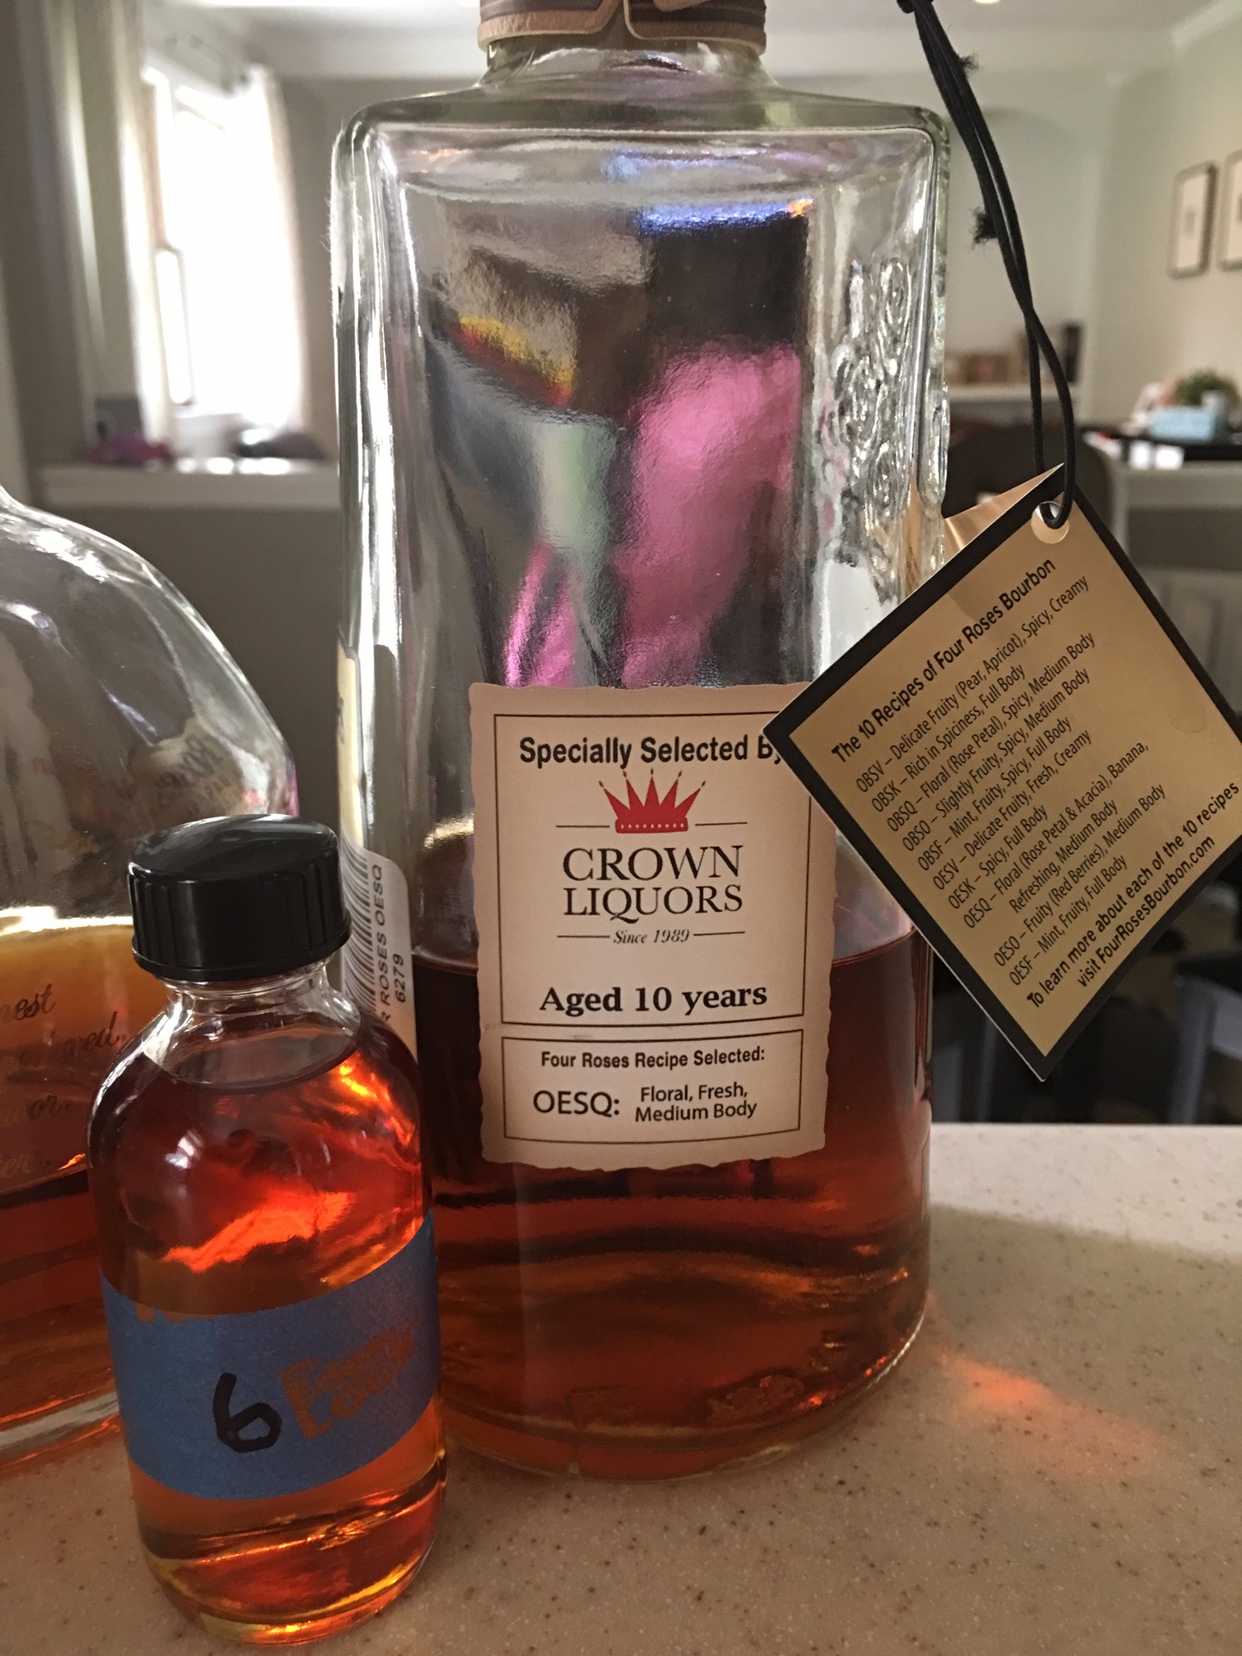 Specially Selected By
CROWN
LIQUORS
Since 1989
Aged 10 years
Four Roses Recipe Selected:
OESQ: Floral, Fresh,
Medium Body
The 10 Recipes of Four Roses Bourbon
OBSV – Delicate Fruity (Pear, Apricot), Spicy, Creamy
OBSK – Rich in Spiciness, Full Body
OBSQ – Floral (Rose Petal), Spicy, Medium Body
OBSO – Slightly Fruity, Spicy, Medium Body
OBSF – Mint, Fruity, Spicy, Full Body
OESV – Delicate Fruity, Fresh, Creamy
OESK – Spicy, Full Body
OESQ – Floral (Rose Petal & Acacia), Banana,
Refreshing, Medium Body
OESO – Fruity (Red Berries), Medium Body
OESF – Mint, Fruity, Full Body
To learn more about each of the 10 recipes
visit FourRosesBourbon.com
ROSES OESQ
6279
6